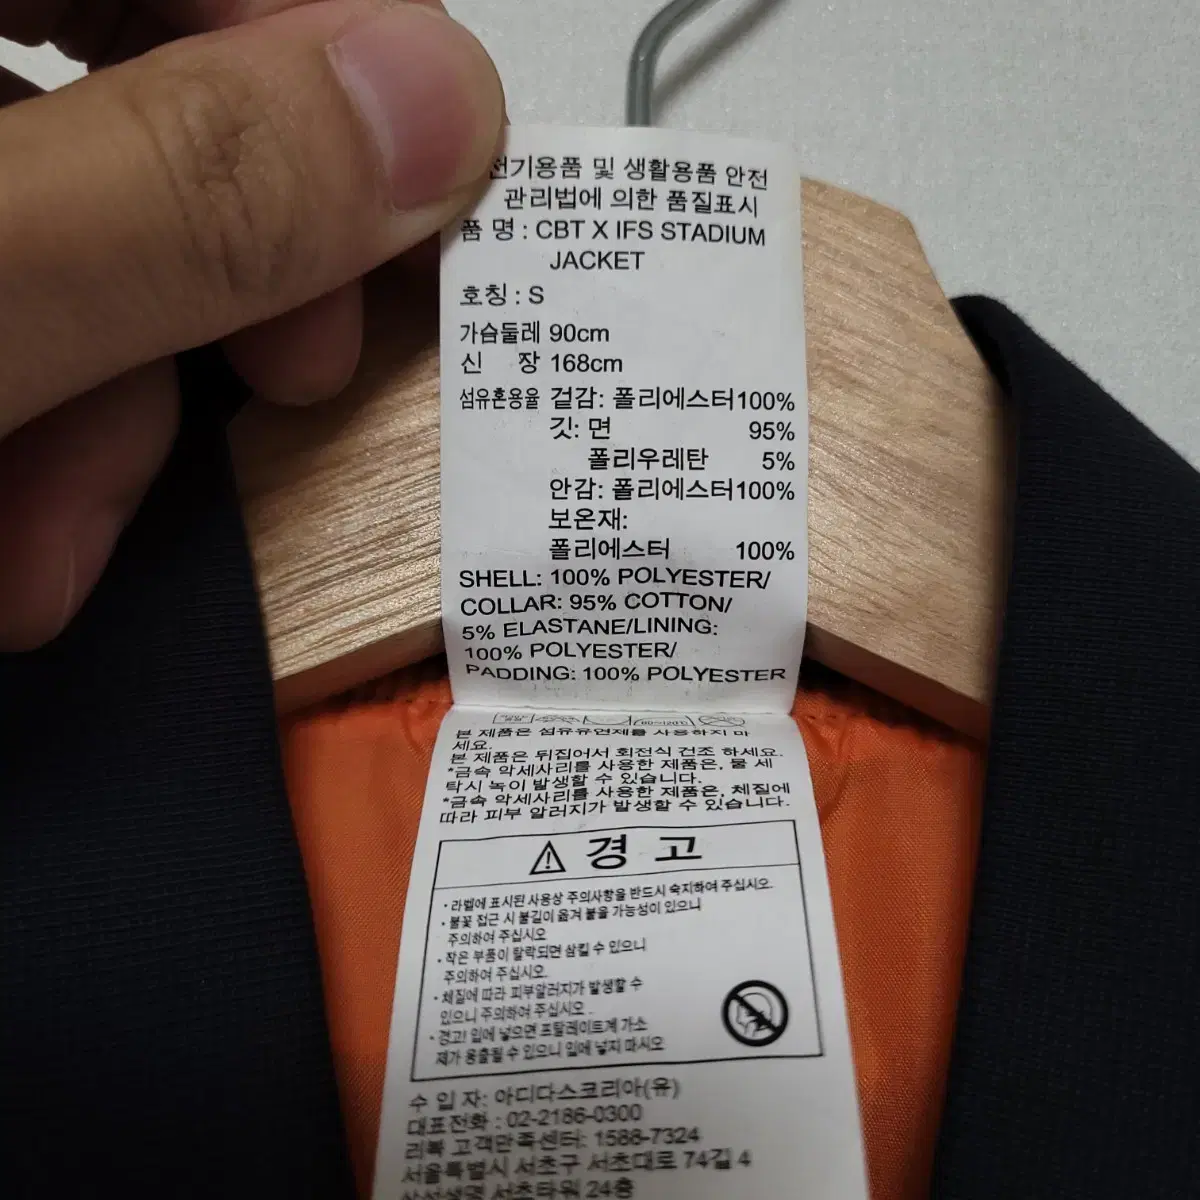 전기용품 및 생활용품 안전
관리법에 의한 품질표시
품 명 : CBT X IFS STADIUM
JACKET
호칭 : S
가슴둘레 90cm
신 장 168cm
섬유혼용율 겉감: 폴리에스터100%
깃: 면 95%
폴리우레탄 5%
안감: 폴리에스터100%
보온재:
폴리에스터 100%
SHELL: 100% POLYESTER/
COLLAR: 95% COTTON/
5% ELASTANE/LINING:
100% POLYESTER/
PADDING: 100% POLYESTER
본 제품은 섬유유연제를 사용하지 마
세요.
본 제품은 뒤집어서 회전식 건조 하세요.
*금속 악세사리를 사용한 제품은, 물 세
탁시 녹이 발생할 수 있습니다.
*금속 악세사리를 사용한 제품은, 체질에
따라 피부 알러지가 발생할 수 있습니다.
경 고
· 라벨에 표시된 사용상 주의사항을 반드시 숙지하여 주십시오.
· 불꽃 접근 시 불길이 옮겨 붙을 가능성이 있으니
주의하여 주십시오
· 작은 부품이 탈락되면 삼킬 수 있으니
주의하여 주십시오.
· 체질에 따라 피부알러지가 발생할 수
있으니 주의하여 주십시오.
· 경고! 입에 넣으면 프탈레이트계 가소
제가 용출될 수 있으니 입에 넣지 마시오
수 입 자: 아디다스코리아(유)
대표전화 : 02-2186-0300
리복 고객만족센터: 1588-7324
서울특별시 서초구 서초대로 74길 4
삼성생명 서초타워 24층